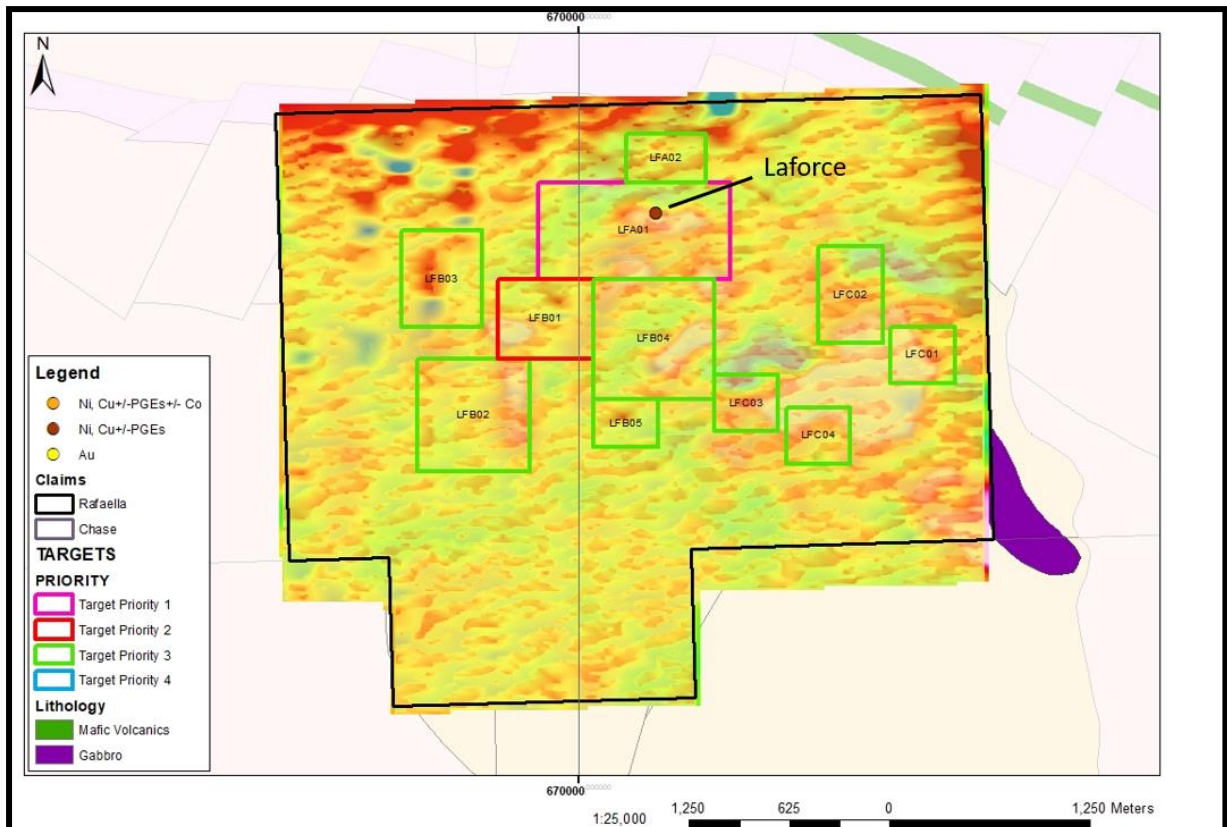 670000
N
LFA02
Laforce
LFA01
LFB03
LFC02
LFB01
LFB04
LFC01
LFB02
LFC03
LFB05
LFC04
Legend
Ni, Cu+/-PGEs+/- Co
Ni, Cu+/-PGEs
Au
Claims
Rafaella
Chase
TARGETS
PRIORITY
Target Priority 1
Target Priority 2
Target Priority 3
Target Priority 4
Lithology
Mafic Volcanics
Gabbro
670000
1:25,000
1,250 625 0 1,250 Meters